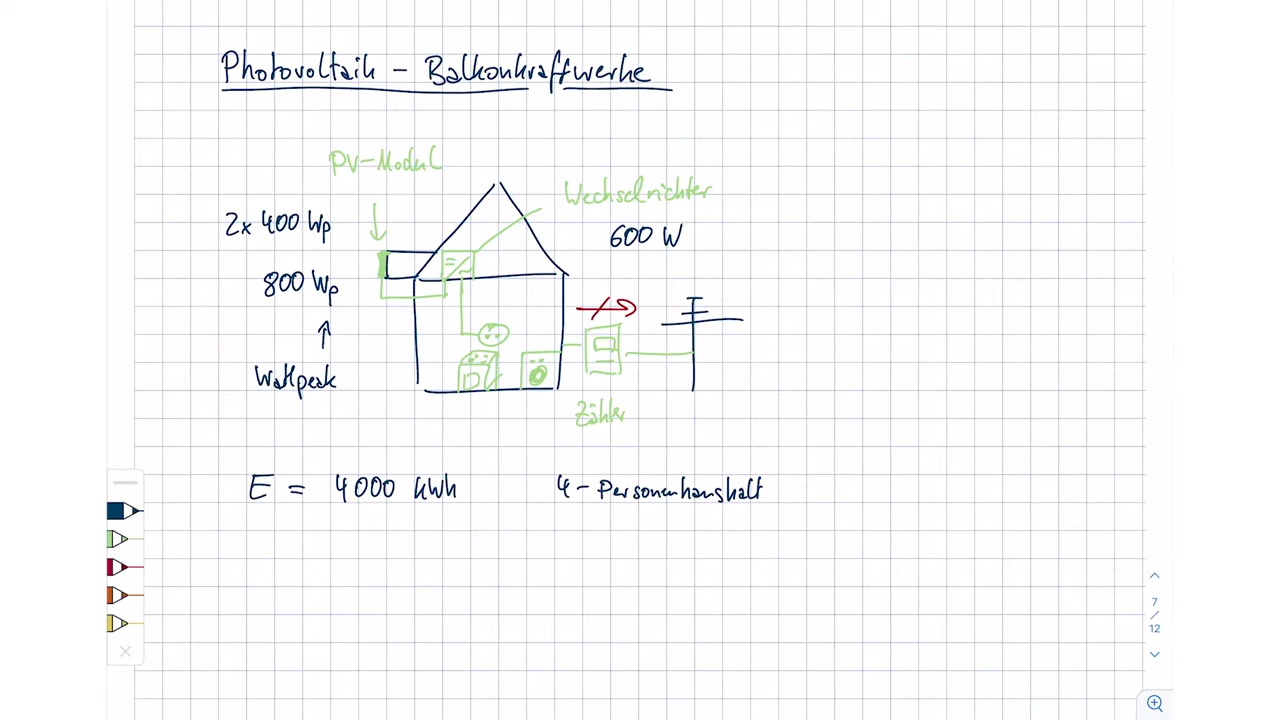 Photovoltaik - Balkonkraftwerke
PV-Modul
Wechselrichter
2x 400 Wp
600 W
800 Wp
Wattpeak
Zähler
E = 4000 kWh
4-Personenhaushalt
7
/
12